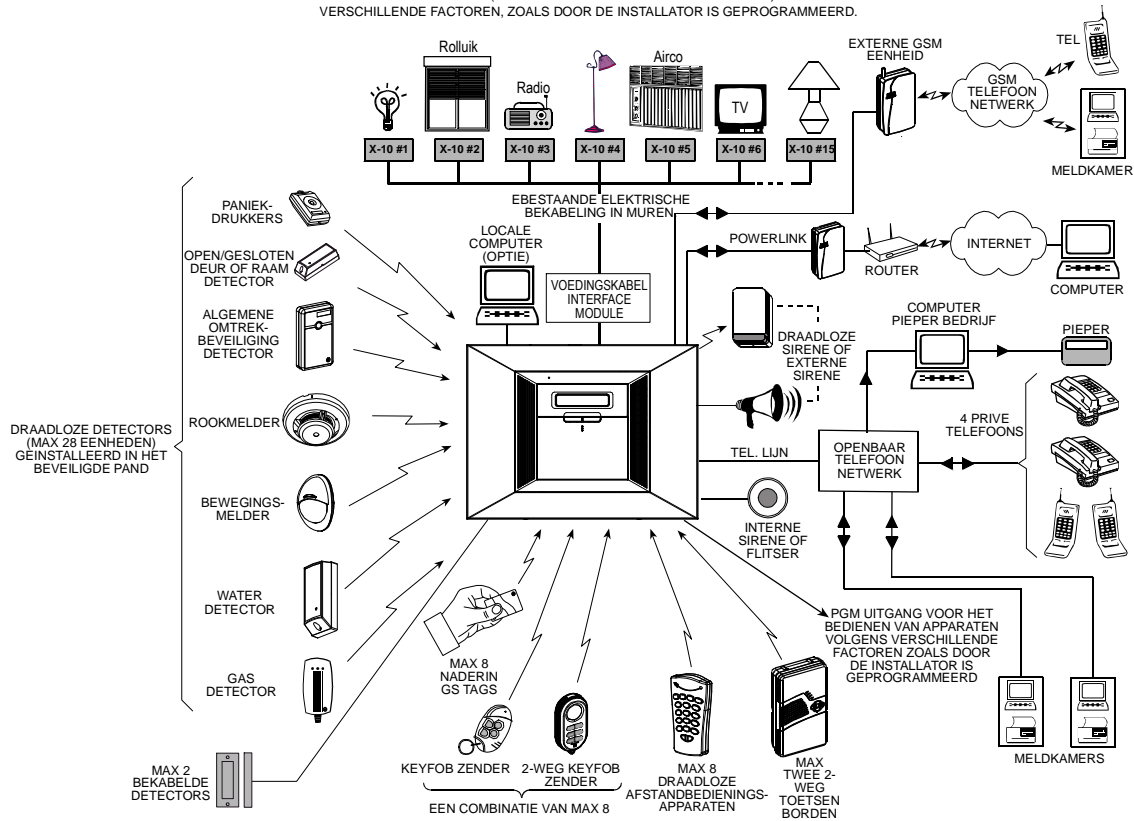 VERSCHILLENDE FACTOREN, ZOALS DOOR DE INSTALLATOR IS GEPROGRAMMEERD.
Rolluik
Radio
Airco
TV
X-10 #1
X-10 #2
X-10 #3
X-10 #4
X-10 #5
X-10 #6
X-10 #15
EXTERNE GSM
EENHEID
GSM
TELEFOON
NETWERK
TEL
MELDKAMER
EBESTAANDE ELEKTRISCHE
BEKABELING IN MUREN
PANIEK-
DRUKKERS
OPEN/GESLOTEN
DEUR OF RAAM
DETECTOR
ALGEMENE
OMTREK-
BEVEILIGING
DETECTOR
ROOKMELDER
BEWEGINGS-
MELDER
WATER
DETECTOR
GAS
DETECTOR
DRAADLOZE DETECTORS
(MAX 28 EENHEDEN)
GEINSTALLEERD IN HET
BEVEILIGDE PAND
MAX 2
BEKABELDE
DETECTORS
LOCALE
COMPUTER
(OPTIE)
VOEDINGSKABEL
INTERFACE
MODULE
POWERLINK
ROUTER
INTERNET
COMPUTER
DRAADLOZE
SIRENE OF
EXTERNE
SIRENE
COMPUTER
PIEPER BEDRIJF
PIEPER
4 PRIVE
TELEFOONS
TEL. LIJN
OPENBAAR
TELEFOON
NETWERK
INTERNE
SIRENE OF
FLITSER
PGM UITGANG VOOR HET
BEDIENEN VAN APPARATEN
VOLGENS VERSCHILLENDE
FACTOREN ZOALS DOOR
DE INSTALLATOR IS
GEPROGRAMMEERD
MELDKAMERS
MAX 8
NADERIN
GS TAGS
KEYFOB ZENDER
2-WEG KEYFOB
ZENDER
EEN COMBINATIE VAN MAX 8
MAX 8
DRAADLOZE
AFSTANDBEDIENINGS-
APPARATEN
MAX
TWEE 2-
WEG
TOETSEN
BORDEN